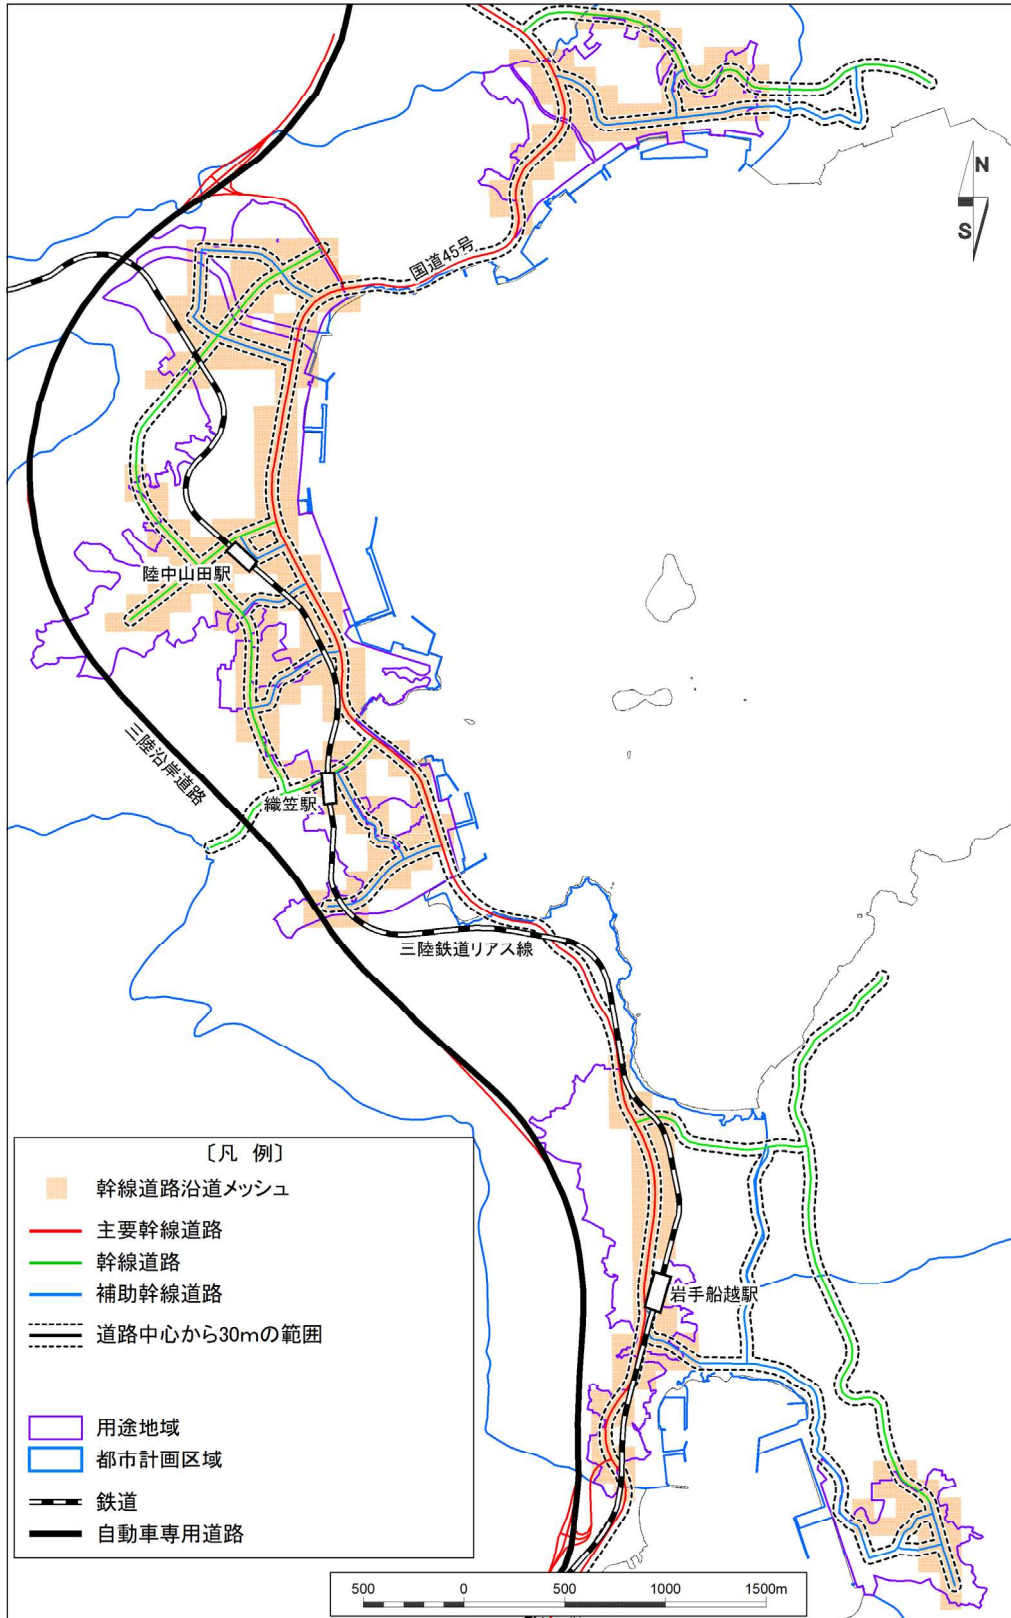 N
S
国道45号
陸中山田駅
三陸沿岸道路
織笠駅
三陸鉄道リアス線
岩手船越駅
〔凡 例〕
幹線道路沿道メッシュ
主要幹線道路
幹線道路
補助幹線道路
道路中心から30mの範囲
用途地域
都市計画区域
鉄道
自動車専用道路
500 0 500 1000 1500m